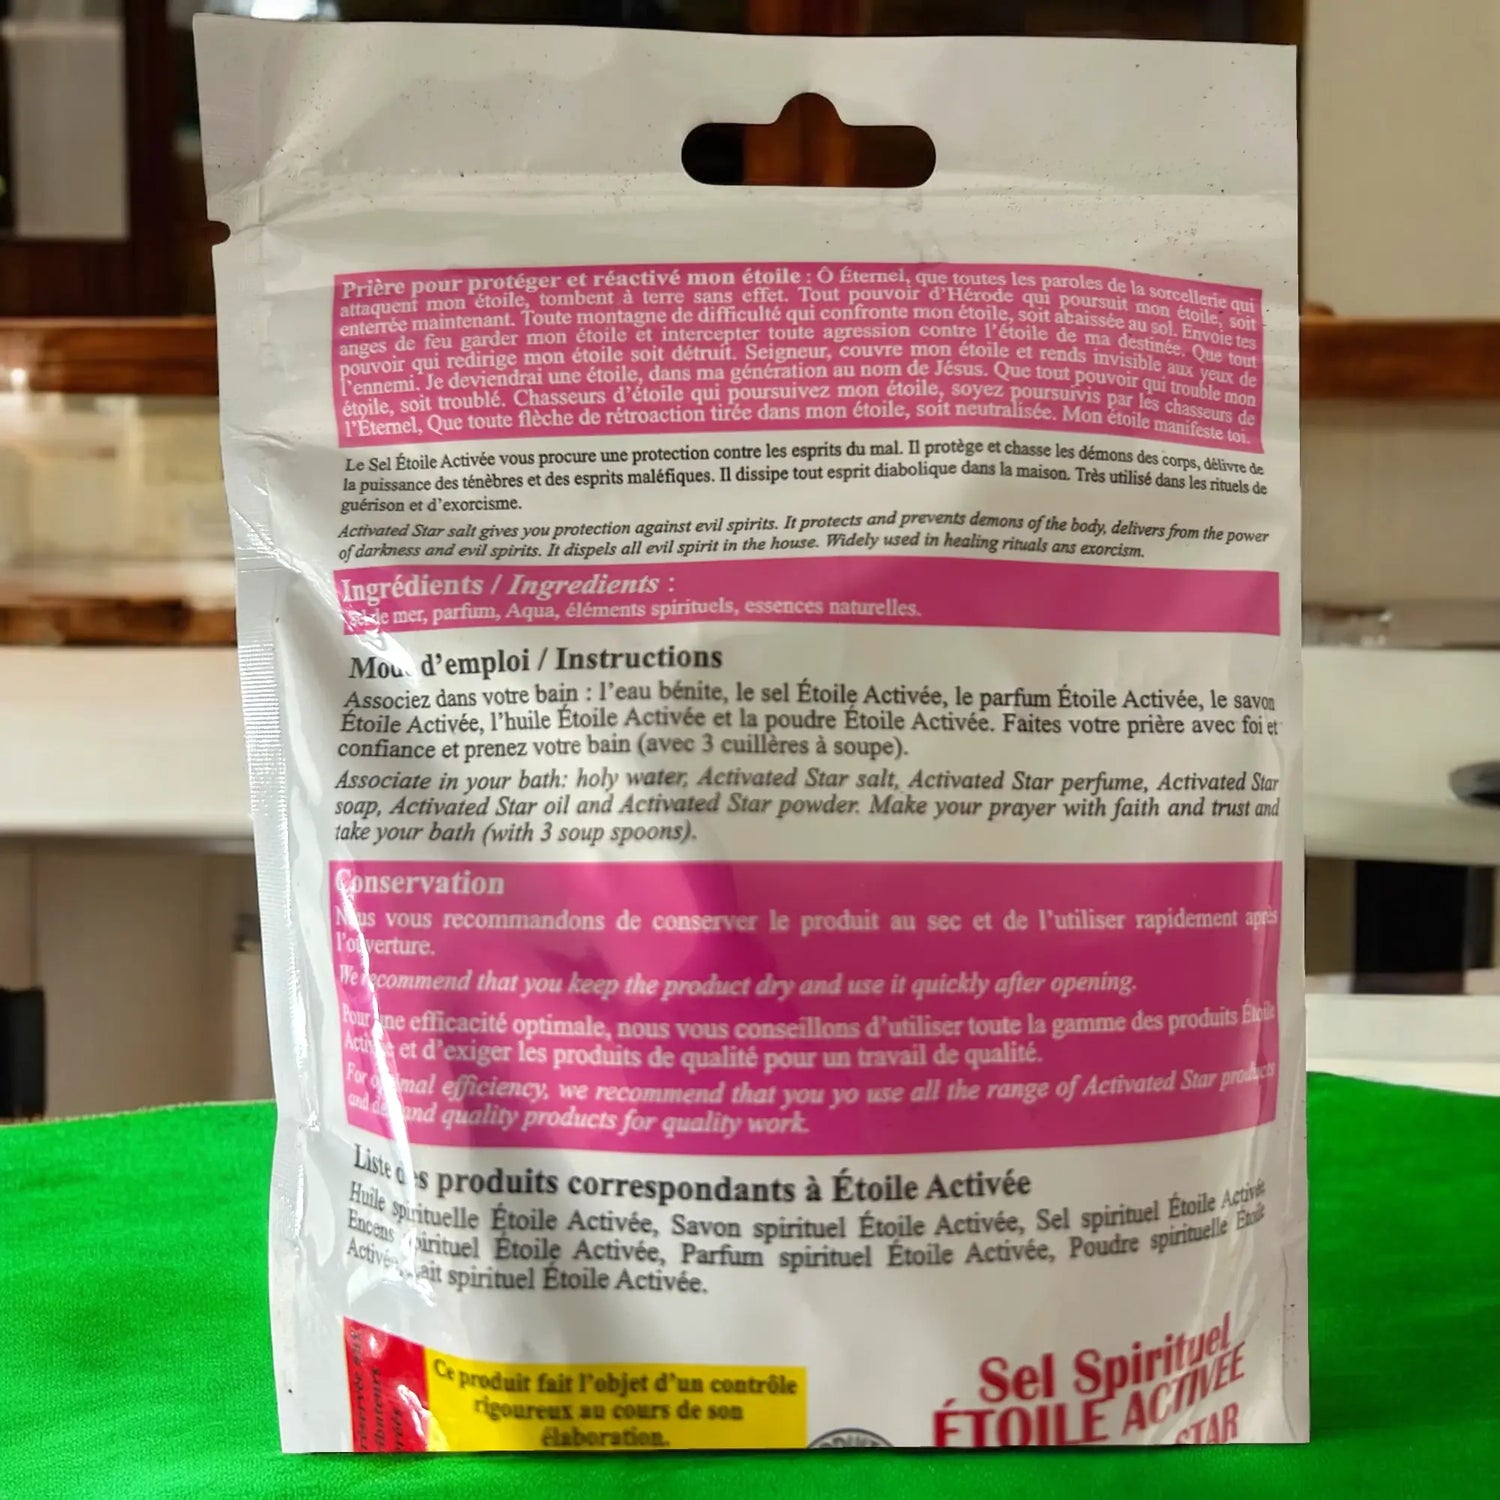 Prière pour protéger et réactivé mon étoile : Ô Éternel, que toutes les paroles de la sorcellerie qui
attaquent mon étoile, tombent à terre sans effet. Tout pouvoir d'Hérode qui poursuit mon étoile, soit
enterrée maintenant. Toute montagne de difficulté qui confronte mon étoile, soit abaissée au sol. Envoie tes
anges de feu garder mon étoile et intercepter toute agression contre l'étoile de ma destinée. Que tout
pouvoir qui redirige mon étoile soit détruit. Seigneur, couvre mon étoile et rends invisible aux yeux de
l'ennemi. Je deviendrai une étoile, dans ma génération au nom de Jésus. Que tout pouvoir qui trouble mon
étoile, soit troublé. Chasseurs d'étoile qui poursuivez mon étoile, soyez poursuivis par les chasseurs de
l'Éternel, Que toute flèche de rétroaction tirée dans mon étoile, soit neutralisée. Mon étoile manifeste toi.
Le Sel Étoile Activée vous procure une protection contre les esprits du mal. Il protège et chasse les démons des corps, délivre de
la puissance des ténèbres et des esprits maléfiques. Il dissipe tout esprit diabolique dans la maison. Très utilisé dans les rituels de
guérison et d'exorcisme.
Activated Star salt gives you protection against evil spirits. It protects and prevents demons of the body, delivers from the power
of darkness and evil spirits. It dispels all evil spirit in the house. Widely used in healing rituals ans exorcism.
Ingrédients / Ingredients :
Sel de mer, parfum, Aqua, éléments spirituels, essences naturelles.
Mode d'emploi / Instructions
Associez dans votre bain : l'eau bénite, le sel Étoile Activée, le parfum Étoile Activée, le savon
Étoile Activée, l'huile Étoile Activée et la poudre Étoile Activée. Faites votre prière avec foi et
confiance et prenez votre bain (avec 3 cuillères à soupe).
Associate in your bath: holy water, Activated Star salt, Activated Star perfume, Activated Star
soap, Activated Star oil and Activated Star powder. Make your prayer with faith and trust and
take your bath (with 3 soup spoons).
Conservation
Nous vous recommandons de conserver le produit au sec et de l'utiliser rapidement après
l'ouverture.
We recommend that you keep the product dry and use it quickly after opening.
Pour une efficacité optimale, nous vous conseillons d'utiliser toute la gamme des produits Étoile
Activée et d'exiger les produits de qualité pour un travail de qualité.
For optimal efficiency, we recommend that you yo use all the range of Activated Star products
and demand quality products for quality work.
Liste des produits correspondants à Étoile Activée
Huile spirituelle Étoile Activée, Savon spirituel Étoile Activée, Sel spirituel Étoile Activée
Encens spirituel Étoile Activée, Parfum spirituel Étoile Activée, Poudre spirituelle Étoile
Activée, Lait spirituel Étoile Activée.
Ce produit fait l'objet d'un contrôle
rigoureux au cours de son
élaboration.
Sel Spirituel
ÉTOILE ACTIVÉE
STAR